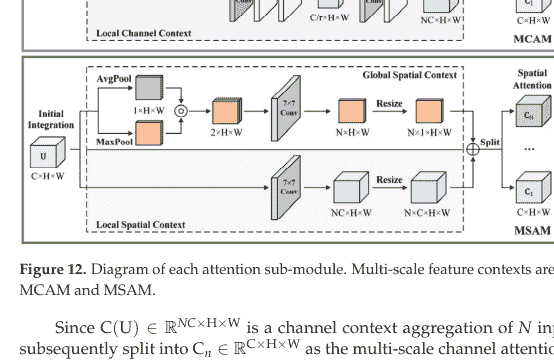 Local Channel Context
C/r×H×W
NC×H×W
C₁
C×H×W
MCAM
AvgPool
1×H×W
MaxPool
2×H×W
7×7
Conv
Global Spatial Context
N×H×W
Resize
N×1×H×W
Spatial
Attention
Initial
Integration
U
C×H×W
Split
C×H×W
...
7×7
Conv
NC×H×W
Resize
N×C×H×W
C₁
C×H×W
Local Spatial Context
MSAM
Figure 12. Diagram of each attention sub-module. Multi-scale feature contexts are
MCAM and MSAM.
Since C(U) ∈ ℝ^{NC×H×W} is a channel context aggregation of N
subsequently split into Cₙ ∈ ℝ^{C×H×W} as the multi-scale channel